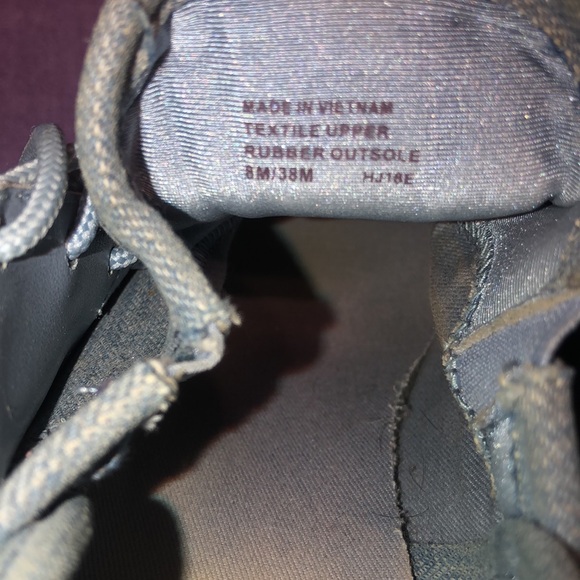 MADE IN VIETNAM
TEXTILE UPPER
RUBBER OUTSOLE
8M/38M HJ16E